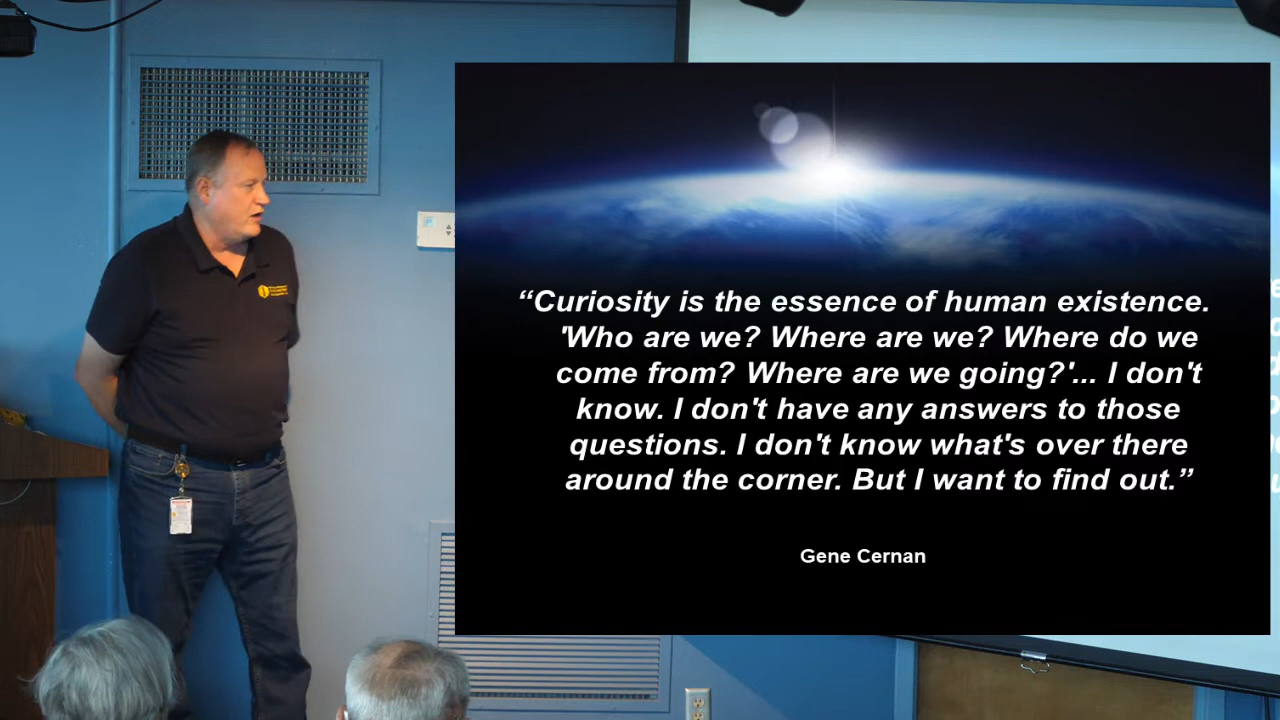 “Curiosity is the essence of human existence.
'Who are we? Where are we? Where do we
come from? Where are we going?'... I don't
know. I don't have any answers to those
questions. I don't know what's over there
around the corner. But I want to find out.”
Gene Cernan